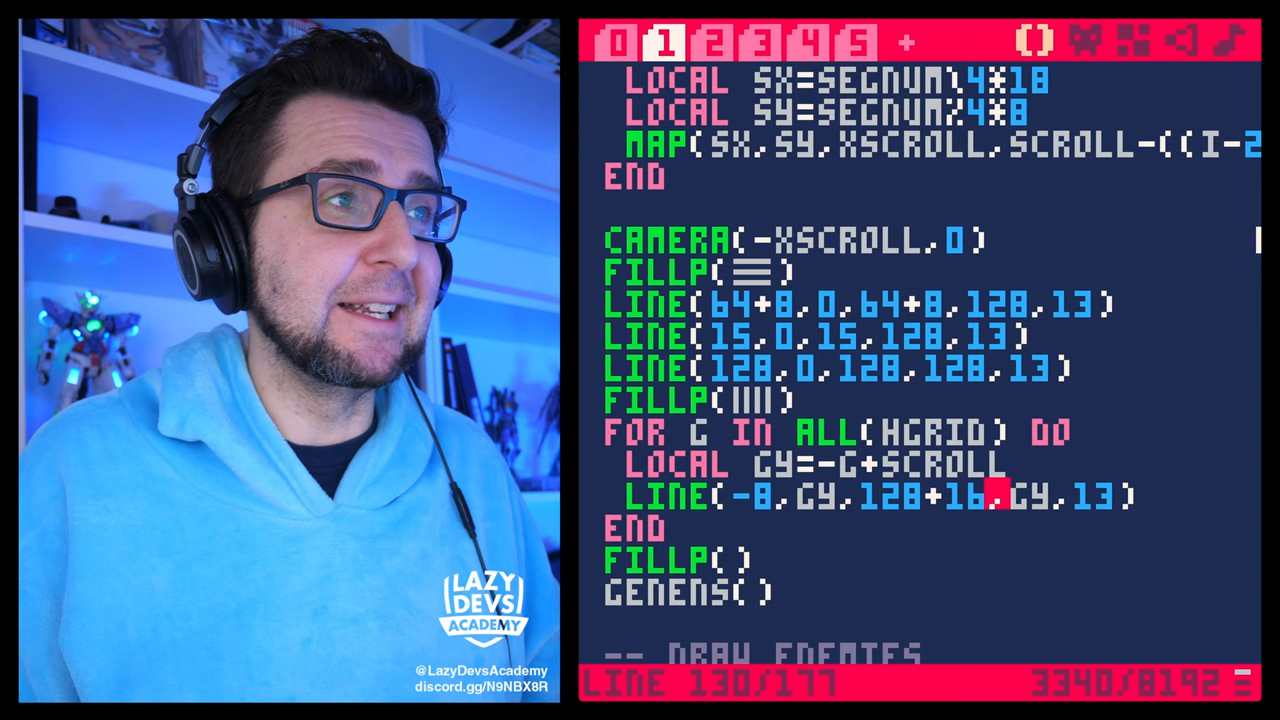 0 1 2 3 4 5 +
LOCAL SX=SEGNUM\4*18
LOCAL SY=SEGNUM%4*8
MAP(SX,SY,XSCROLL,SCROLL-((I-2
END
CAMERA(-XSCROLL,0)
FILLP(▤)
LINE(64+8,0,64+8,128,13)
LINE(15,0,15,128,13)
LINE(128,0,128,128,13)
FILLP(▥)
FOR G IN ALL(HGRID) DO
LOCAL GY=-G+SCROLL
LINE(-8,GY,128+16,GY,13)
END
FILLP()
GENENS()
-- DRAW ENEMIES
LINE 130/177
3340/8192
LAZY
DEVS
ACADEMY
@LazyDevsAcademy
discord.gg/N9NBX8R